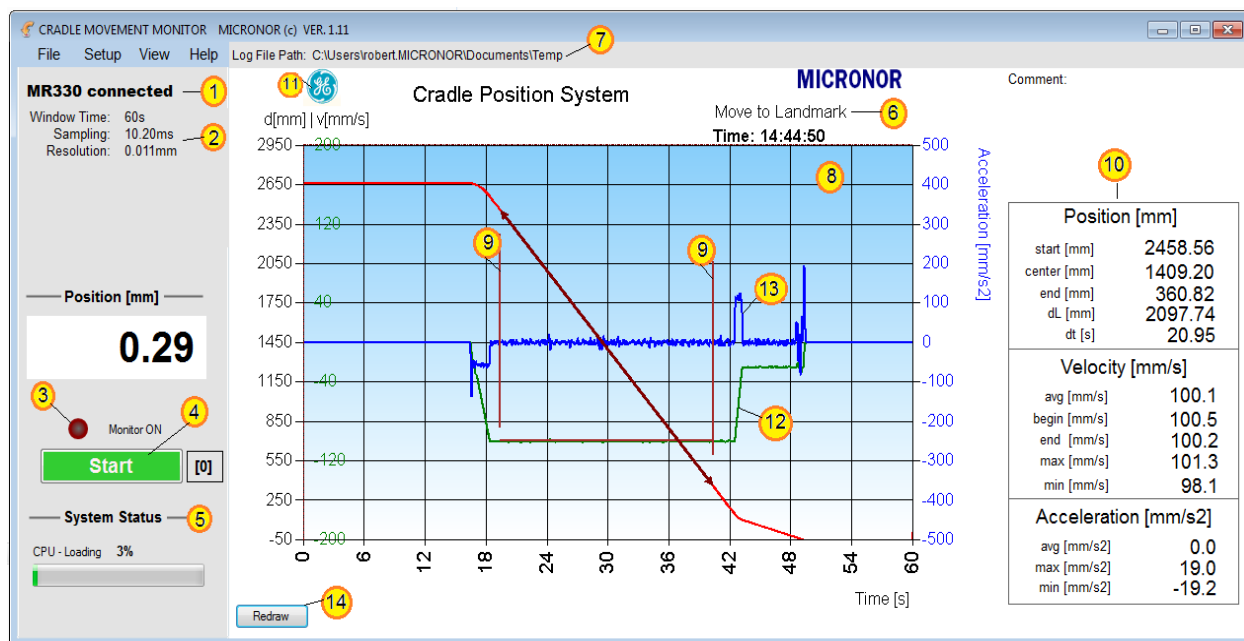 CRADLE MOVEMENT MONITOR MICRONOR (c) VER. 1.11
File Setup View Help Log File Path: C:\Users\robert.MICRONOR\Documents\Temp 7
MR330 connected 1
Window Time: 60s
Sampling: 10.20ms 2
Resolution: 0.011mm
Position [mm]
0.29
3
4
Monitor ON
Start [0]
System Status 5
CPU - Loading 3%
11
Cradle Position System
MICRONOR
Move to Landmark 6
Time: 14:44:50
d[mm] | v[mm/s]
2950
2650
2350
2050
1750
1450
1150
850
550
250
-50
200
120
40
-40
-120
-200
8
9
9
13
12
500
400
300
200
100
0
-100
-200
-300
-400
-500
Acceleration [mm/s2]
0 6 12 18 24 30 36 42 48 54 60
Time [s]
Redraw 14
Comment:
10
Position [mm]
start [mm] 2458.56
center [mm] 1409.20
end [mm] 360.82
dL [mm] 2097.74
dt [s] 20.95
Velocity [mm/s]
avg [mm/s] 100.1
begin [mm/s] 100.5
end [mm/s] 100.2
max [mm/s] 101.3
min [mm/s] 98.1
Acceleration [mm/s2]
avg [mm/s2] 0.0
max [mm/s2] 19.0
min [mm/s2] -19.2